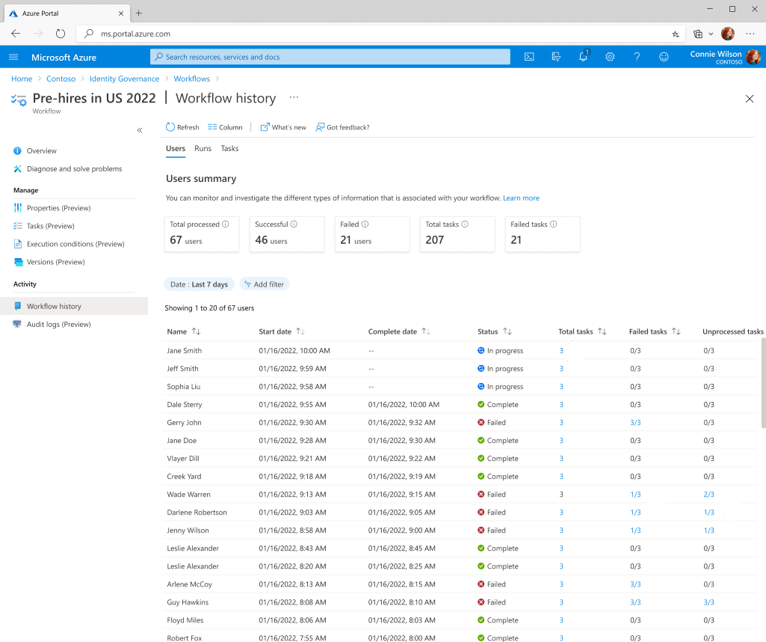 Azure Portal
ms.portal.azure.com
Microsoft Azure
Search resources, services and docs
1
Connie Wilson
CONTOSO
Home > Contoso > Identity Governance > Workflows >
Pre-hires in US 2022 | Workflow history ...
Workflow
Refresh Column What's new Got feedback?
Overview
Diagnose and solve problems
Manage
Properties (Preview)
Tasks (Preview)
Execution conditions (Preview)
Versions (Preview)
Activity
Workflow history
Audit logs (Preview)
Users Runs Tasks
Users summary
You can monitor and investigate the different types of information that is associated with your workflow. Learn more
Total processed Successful Failed Total tasks Failed tasks
67 users 46 users 21 users 207 21
Date : Last 7 days Add filter
Showing 1 to 20 of 67 users
Name Start date Complete date Status Total tasks Failed tasks Unprocessed tasks
Jane Smith 01/16/2022, 10:00 AM -- In progress 3 0/3 0/3
Jeff Smith 01/16/2022, 9:59 AM -- In progress 3 0/3 0/3
Sophia Liu 01/16/2022, 9:58 AM -- In progress 3 0/3 0/3
Dale Sterry 01/16/2022, 9:55 AM 01/16/2022, 10:00 AM Complete 3 0/3 0/3
Gerry John 01/16/2022, 9:30 AM 01/16/2022, 9:32 AM Failed 3 3/3 0/3
Jane Doe 01/16/2022, 9:28 AM 01/16/2022, 9:30 AM Complete 3 0/3 0/3
Vlayer Dill 01/16/2022, 9:21 AM 01/16/2022, 9:22 AM Complete 3 0/3 0/3
Creek Yard 01/16/2022, 9:18 AM 01/16/2022, 9:19 AM Complete 3 0/3 0/3
Wade Warren 01/16/2022, 9:13 AM 01/16/2022, 9:15 AM Failed 3 1/3 2/3
Darlene Robertson 01/16/2022, 9:03 AM 01/16/2022, 9:05 AM Failed 3 1/3 1/3
Jenny Wilson 01/16/2022, 8:58 AM 01/16/2022, 9:00 AM Failed 3 1/3 1/3
Leslie Alexander 01/16/2022, 8:43 AM 01/16/2022, 8:45 AM Complete 3 0/3 0/3
Leslie Alexander 01/16/2022, 8:20 AM 01/16/2022, 8:25 AM Complete 3 0/3 0/3
Arlene McCoy 01/16/2022, 8:13 AM 01/16/2022, 8:15 AM Failed 3 3/3 0/3
Guy Hawkins 01/16/2022, 8:08 AM 01/16/2022, 8:10 AM Failed 3 3/3 3/3
Floyd Miles 01/16/2022, 8:06 AM 01/16/2022, 8:03 AM Complete 3 0/3 0/3
Robert Fox 01/16/2022, 7:55 AM 01/16/2022, 8:00 AM Complete 3 0/3 0/3